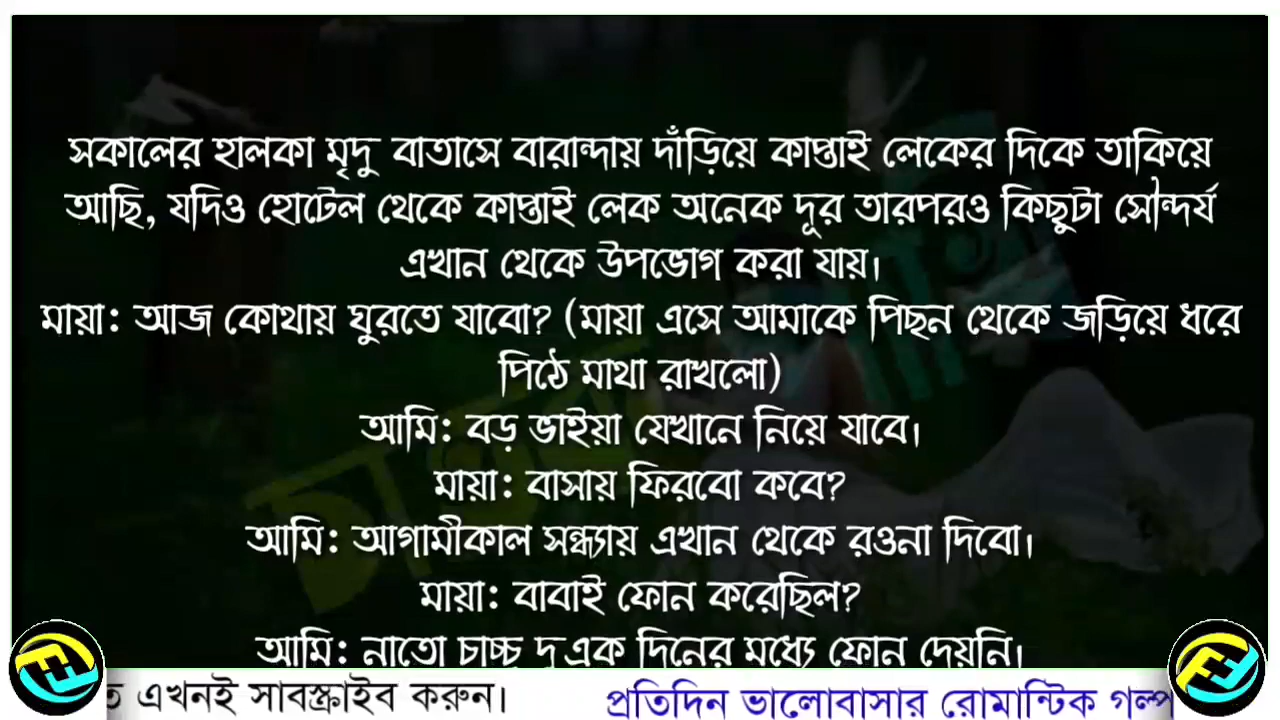 সকালের হালকা মৃদু বাতাসে বারান্দায় দাঁড়িয়ে কাপ্তাই লেকের দিকে তাকিয়ে
আছি, যদিও হোটেল থেকে কাপ্তাই লেক অনেক দূর তারপরও কিছুটা সৌন্দর্য
এখান থেকে উপভোগ করা যায়।
মায়া: আজ কোথায় ঘুরতে যাবো? (মায়া এসে আমাকে পিছন থেকে জড়িয়ে ধরে
পিঠে মাথা রাখলো)
আমি: বড় ভাইয়া যেখানে নিয়ে যাবে।
মায়া: বাসায় ফিরবো কবে?
আমি: আগামীকাল সন্ধ্যায় এখান থেকে রওনা দিবো।
মায়া: বাবাই ফোন করেছিল?
আমি: নাতো চাচ্চু দু'এক দিনের মধ্যে ফোন দেয়নি।
এখনই সাবস্ক্রাইব করুন। প্রতিদিন ভালোবাসার রোমান্টিক গল্প